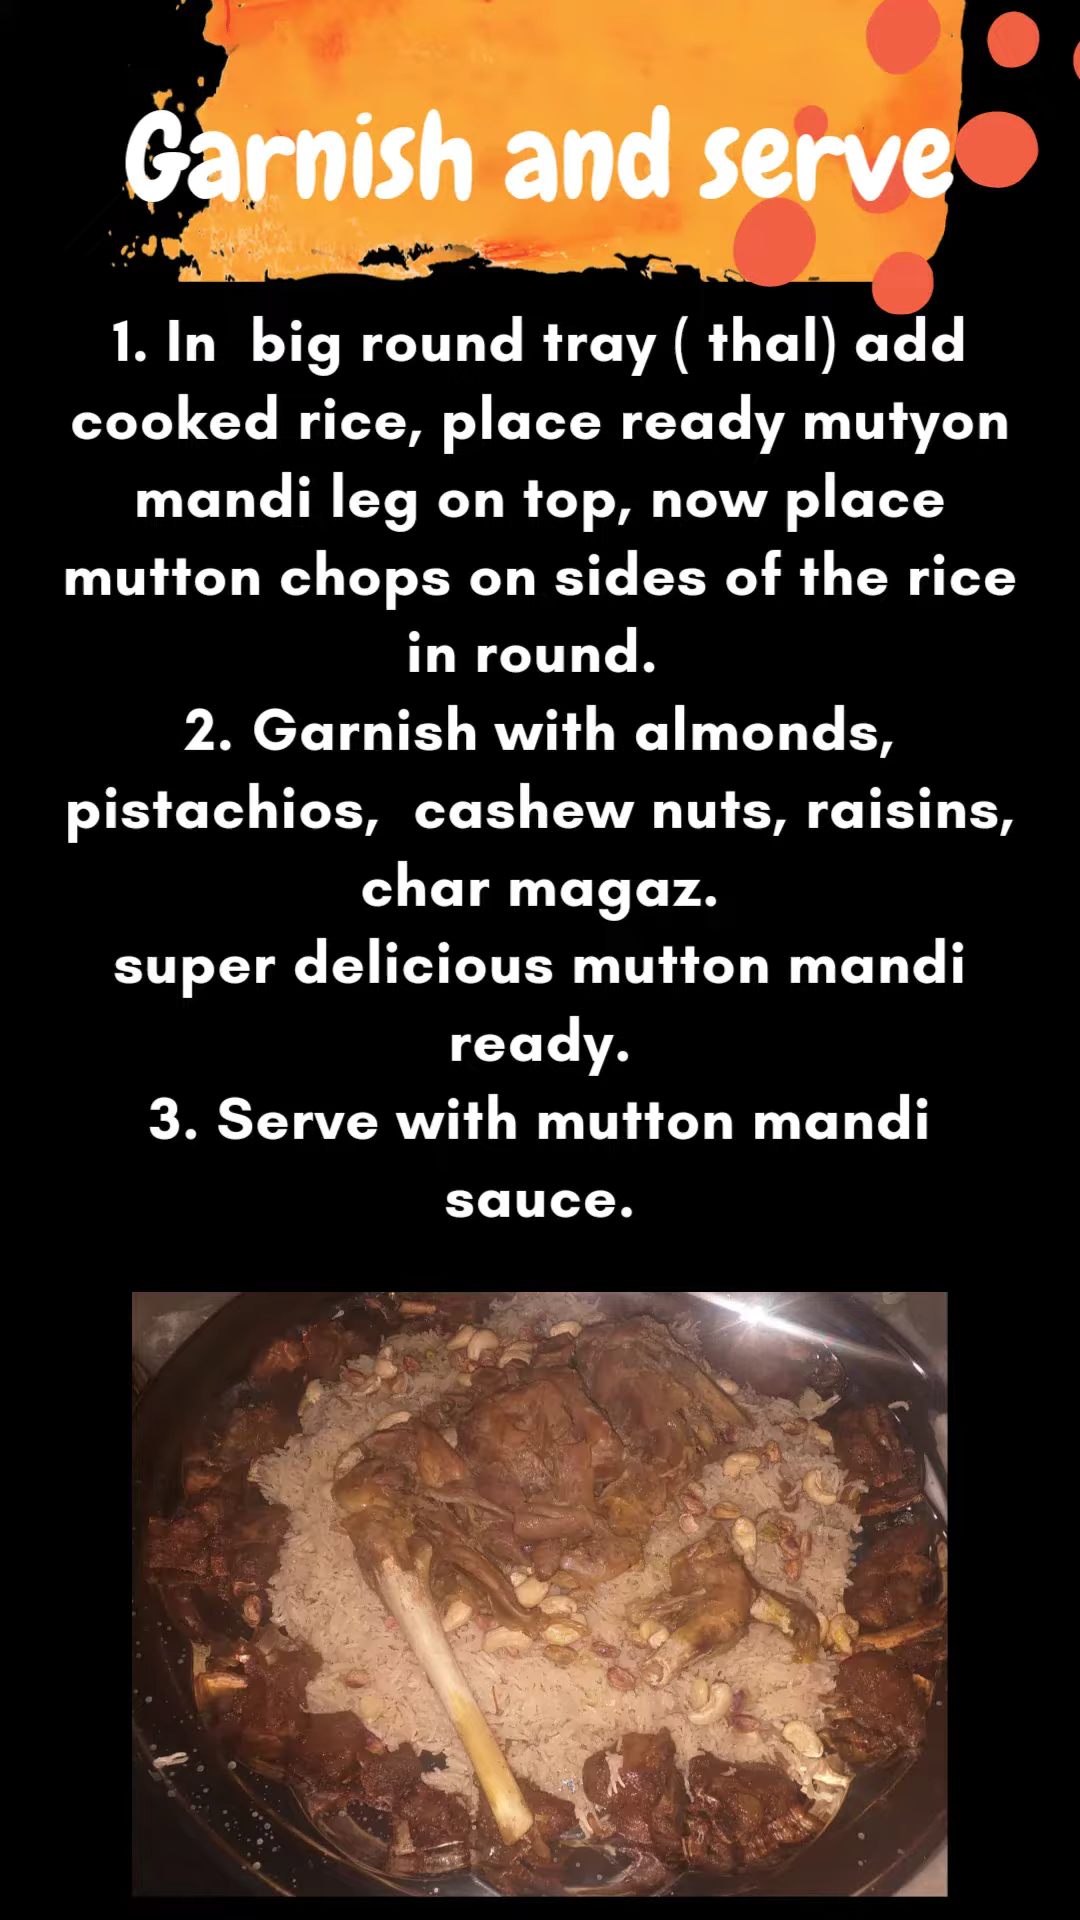 Garnish and serve
1. In  big round tray ( thal) add
cooked rice, place ready mutyon
mandi leg on top, now place
mutton chops on sides of the rice
in round.
2. Garnish with almonds,
pistachios,  cashew nuts, raisins,
char magaz.
super delicious mutton mandi
ready.
3. Serve with mutton mandi
sauce.